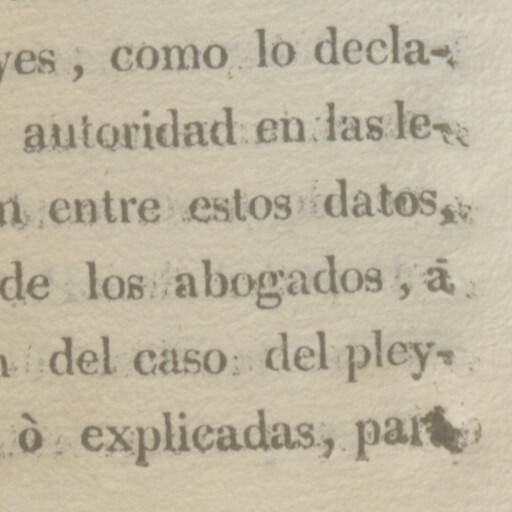 yes, como lo decla-
autoridad en las le-
n entre estos datos,
de los abogados, á
n del caso del pley-
ò explicadas, para